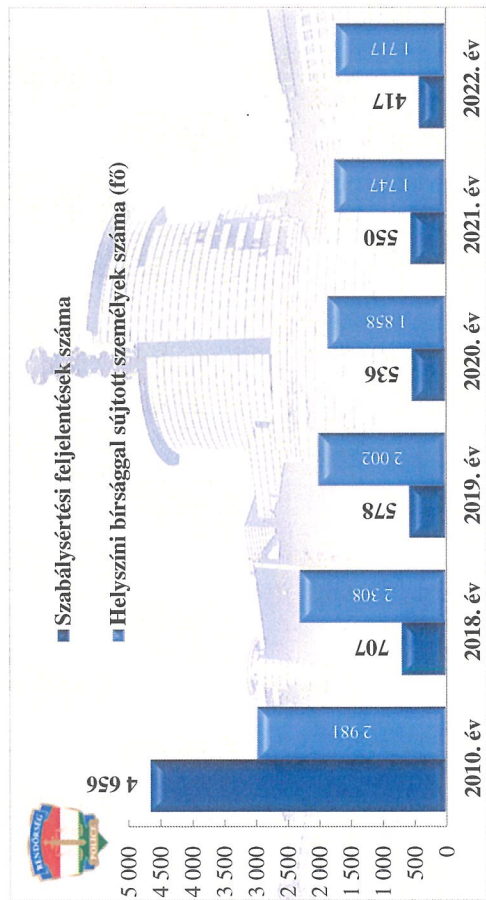 RENDŐRSÉG
POLICE
Szabálysértési feljelentések száma
Helyszíni bírsággal sújtott személyek száma (fő)
5 000
4 500
4 000
3 500
3 000
2 500
2 000
1 500
1 000
500
0
4 656
2 981
707
2 308
578
2 002
536
1 858
550
1 747
417
1 717
2010. év
2018. év
2019. év
2020. év
2021. év
2022. év